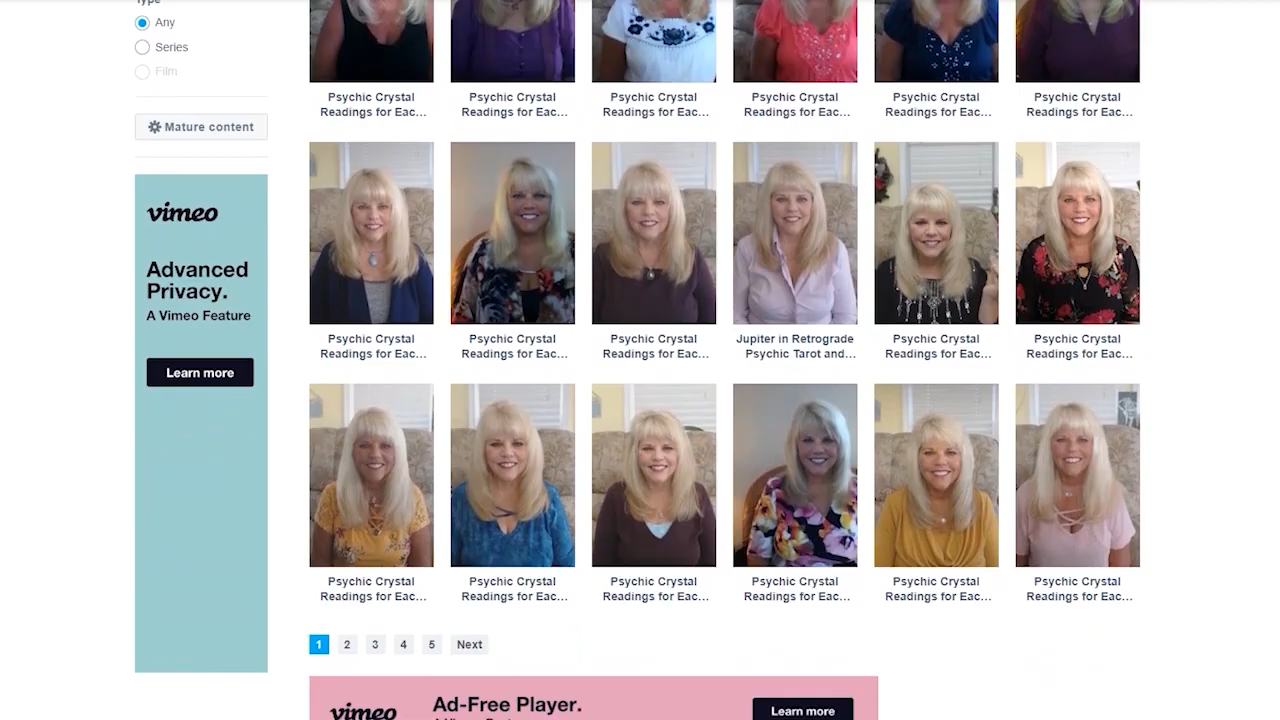 Type
Any
Series
Film
Mature content
vimeo
Advanced
Privacy.
A Vimeo Feature
Learn more
Psychic Crystal
Readings for Eac...
Psychic Crystal
Readings for Eac...
Psychic Crystal
Readings for Eac...
Psychic Crystal
Readings for Eac...
Psychic Crystal
Readings for Eac...
Psychic Crystal
Readings for Eac...
Psychic Crystal
Readings for Eac...
Psychic Crystal
Readings for Eac...
Psychic Crystal
Readings for Eac...
Jupiter in Retrograde
Psychic Tarot and...
Psychic Crystal
Readings for Eac...
Psychic Crystal
Readings for Eac...
Psychic Crystal
Readings for Eac...
Psychic Crystal
Readings for Eac...
Psychic Crystal
Readings for Eac...
Psychic Crystal
Readings for Eac...
Psychic Crystal
Readings for Eac...
Psychic Crystal
Readings for Eac...
1 2 3 4 5 Next
vimeo
Ad-Free Player.
Learn more